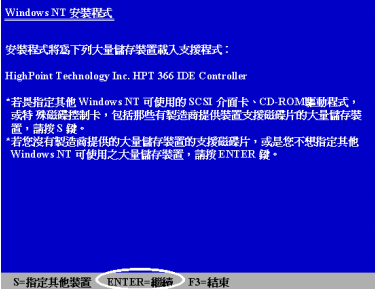 Windows NT 安裝程式
安裝程式將為下列大量儲存裝置載入支援程式：
HighPoint Technology Inc. HPT 366 IDE Controller
*若畏指定其他 Windows NT 可使用的 SCSI 介面卡、CD-ROM驅動程式，
或特 殊磁碟控制卡，包括那些有製造商提供裝置支援磁碟片的大量儲存裝
置，請按 S 鍵。
*若您沒有製造商提供的大量儲存裝置的支援磁碟片，或是您不想指定其他
Windows NT 可使用之大量儲存裝置，請按 ENTER 鍵。
S=指定其他裝置 ENTER=繼續 F3=結束